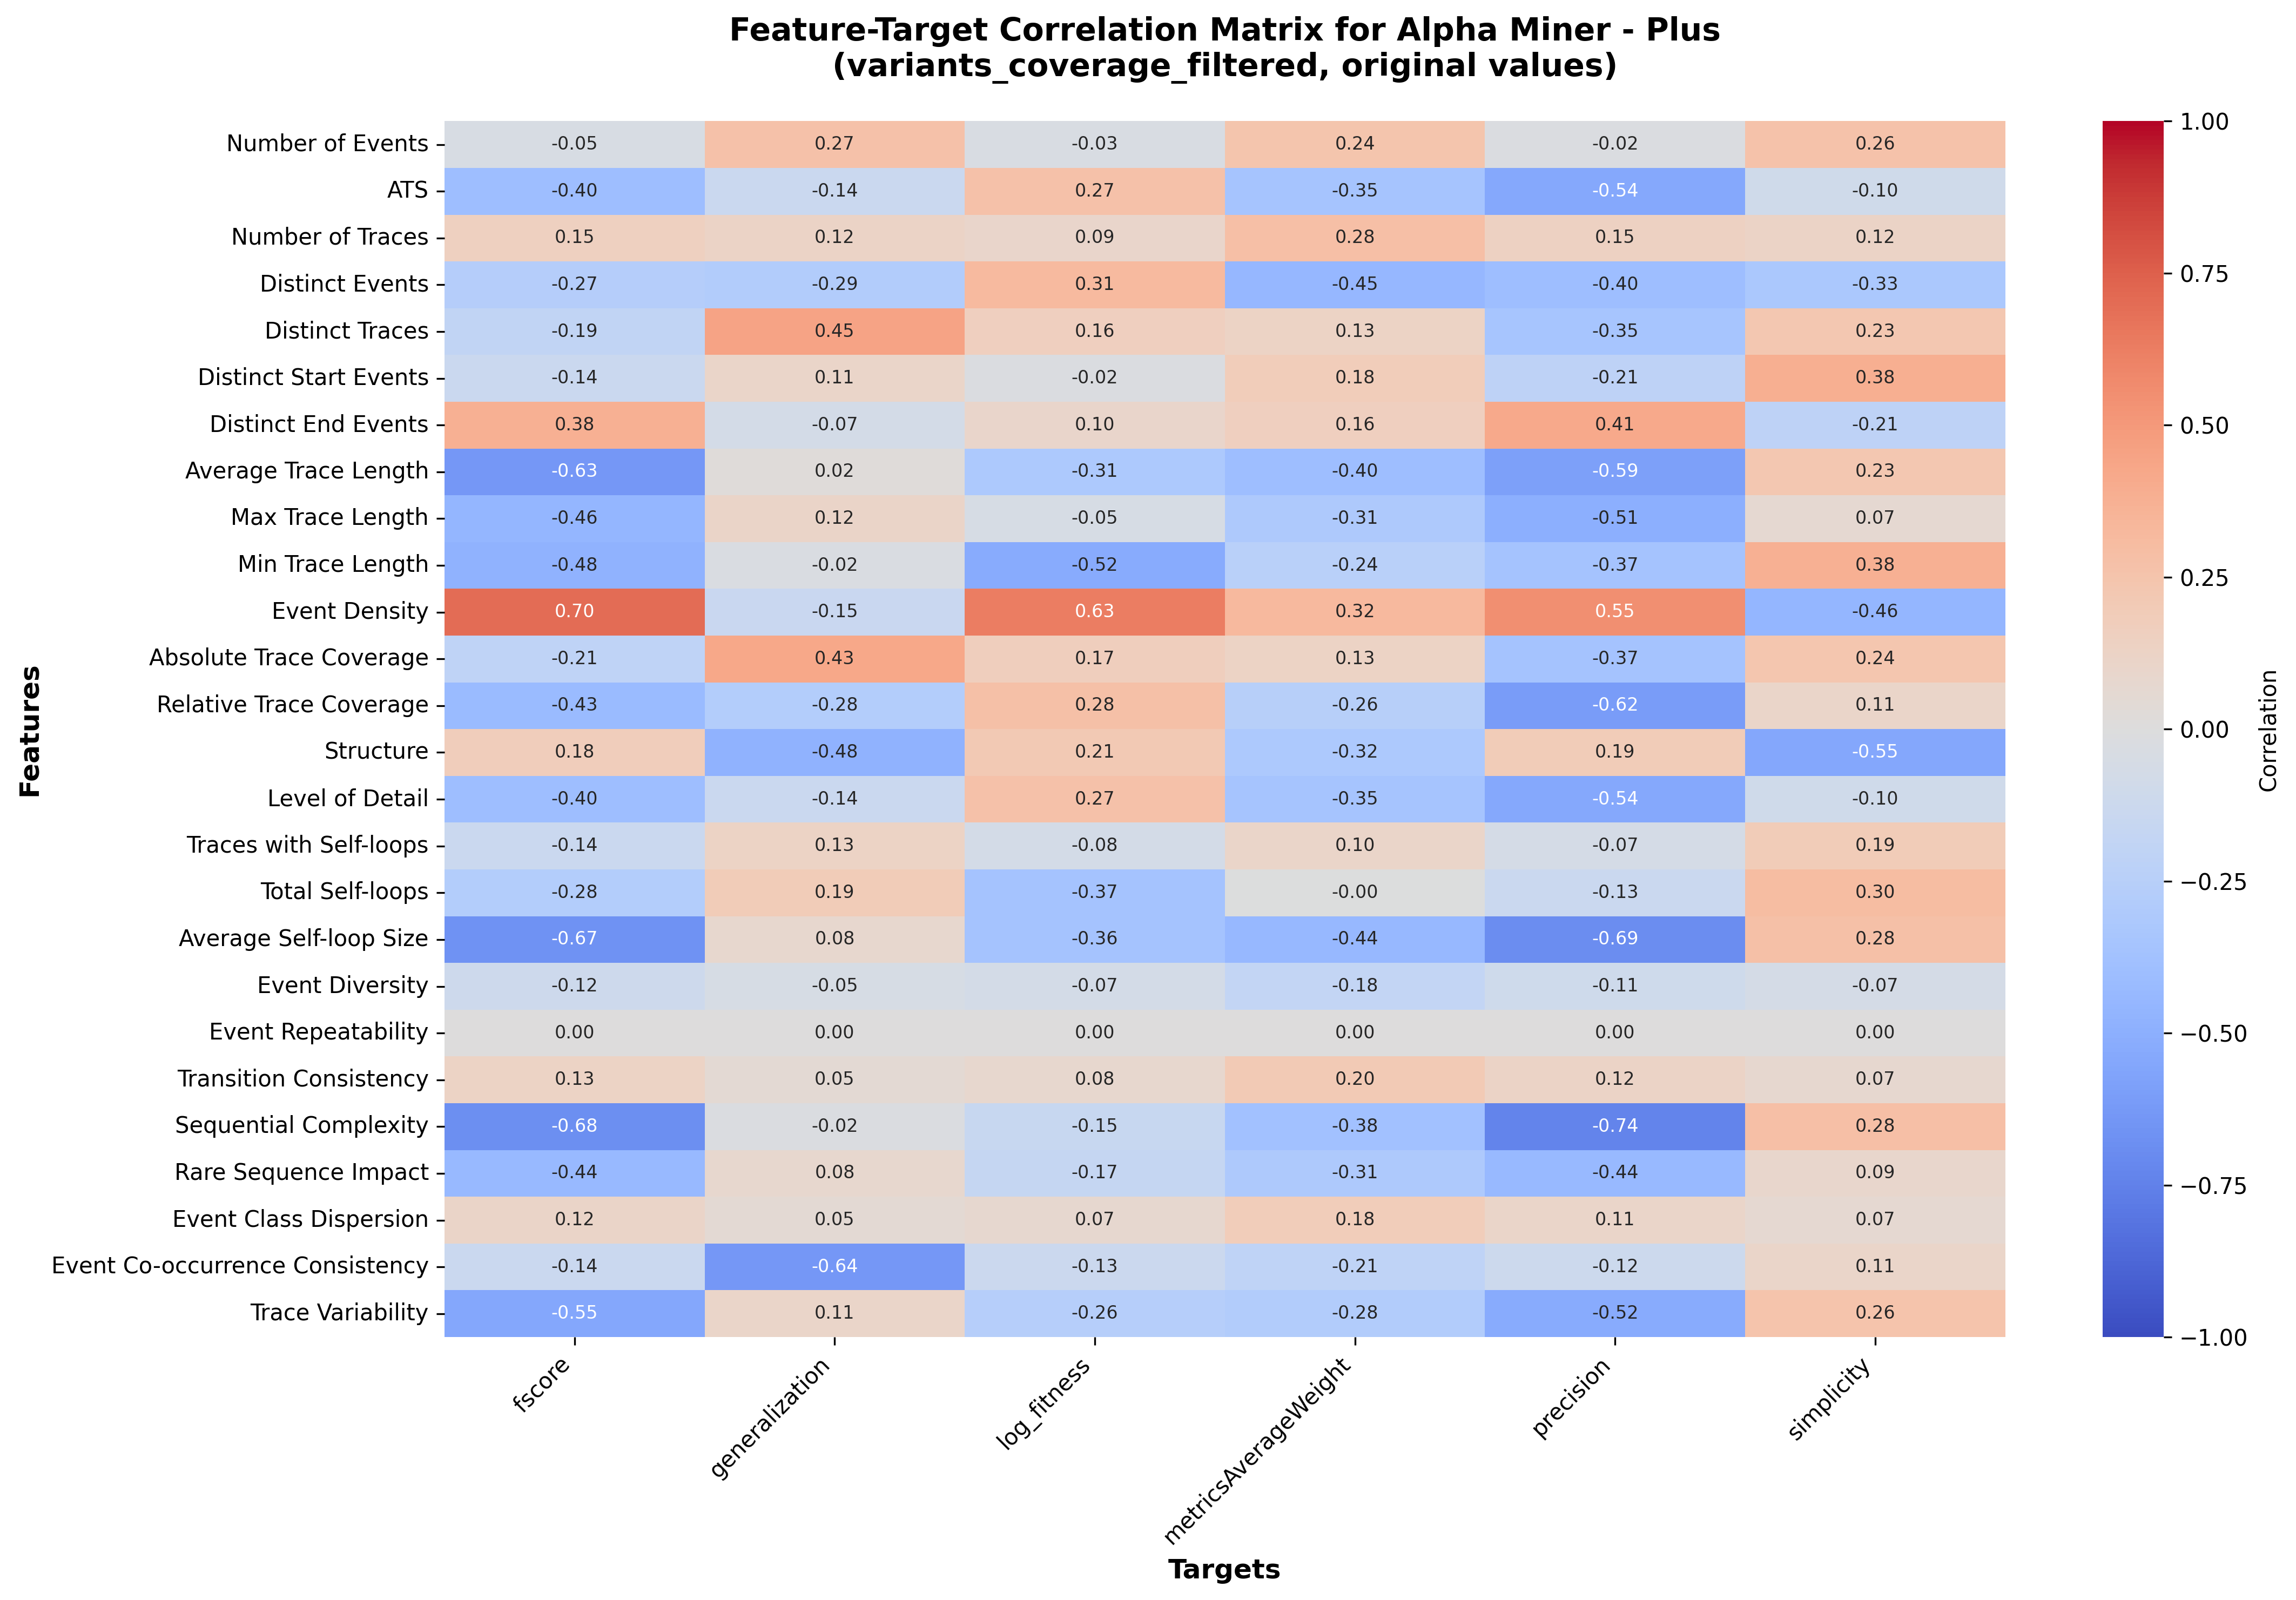 Feature-Target Correlation Matrix for Alpha Miner - Plus
(variants_coverage_filtered, original values)
Features
Number of Events -0.05 0.27 -0.03 0.24 -0.02 0.26
ATS -0.40 -0.14 0.27 -0.35 -0.54 -0.10
Number of Traces 0.15 0.12 0.09 0.28 0.15 0.12
Distinct Events -0.27 -0.29 0.31 -0.45 -0.40 -0.33
Distinct Traces -0.19 0.45 0.16 0.13 -0.35 0.23
Distinct Start Events -0.14 0.11 -0.02 0.18 -0.21 0.38
Distinct End Events 0.38 -0.07 0.10 0.16 0.41 -0.21
Average Trace Length -0.63 0.02 -0.31 -0.40 -0.59 0.23
Max Trace Length -0.46 0.12 -0.05 -0.31 -0.51 0.07
Min Trace Length -0.48 -0.02 -0.52 -0.24 -0.37 0.38
Event Density 0.70 -0.15 0.63 0.32 0.55 -0.46
Absolute Trace Coverage -0.21 0.43 0.17 0.13 -0.37 0.24
Relative Trace Coverage -0.43 -0.28 0.28 -0.26 -0.62 0.11
Structure 0.18 -0.48 0.21 -0.32 0.19 -0.55
Level of Detail -0.40 -0.14 0.27 -0.35 -0.54 -0.10
Traces with Self-loops -0.14 0.13 -0.08 0.10 -0.07 0.19
Total Self-loops -0.28 0.19 -0.37 -0.00 -0.13 0.30
Average Self-loop Size -0.67 0.08 -0.36 -0.44 -0.69 0.28
Event Diversity -0.12 -0.05 -0.07 -0.18 -0.11 -0.07
Event Repeatability 0.00 0.00 0.00 0.00 0.00 0.00
Transition Consistency 0.13 0.05 0.08 0.20 0.12 0.07
Sequential Complexity -0.68 -0.02 -0.15 -0.38 -0.74 0.28
Rare Sequence Impact -0.44 0.08 -0.17 -0.31 -0.44 0.09
Event Class Dispersion 0.12 0.05 0.07 0.18 0.11 0.07
Event Co-occurrence Consistency -0.14 -0.64 -0.13 -0.21 -0.12 0.11
Trace Variability -0.55 0.11 -0.26 -0.28 -0.52 0.26
fscore generalization log_fitness metricsAverageWeight precision simplicity
Targets
1.00
0.75
0.50
0.25
0.00
−0.25
−0.50
−0.75
−1.00
Correlation